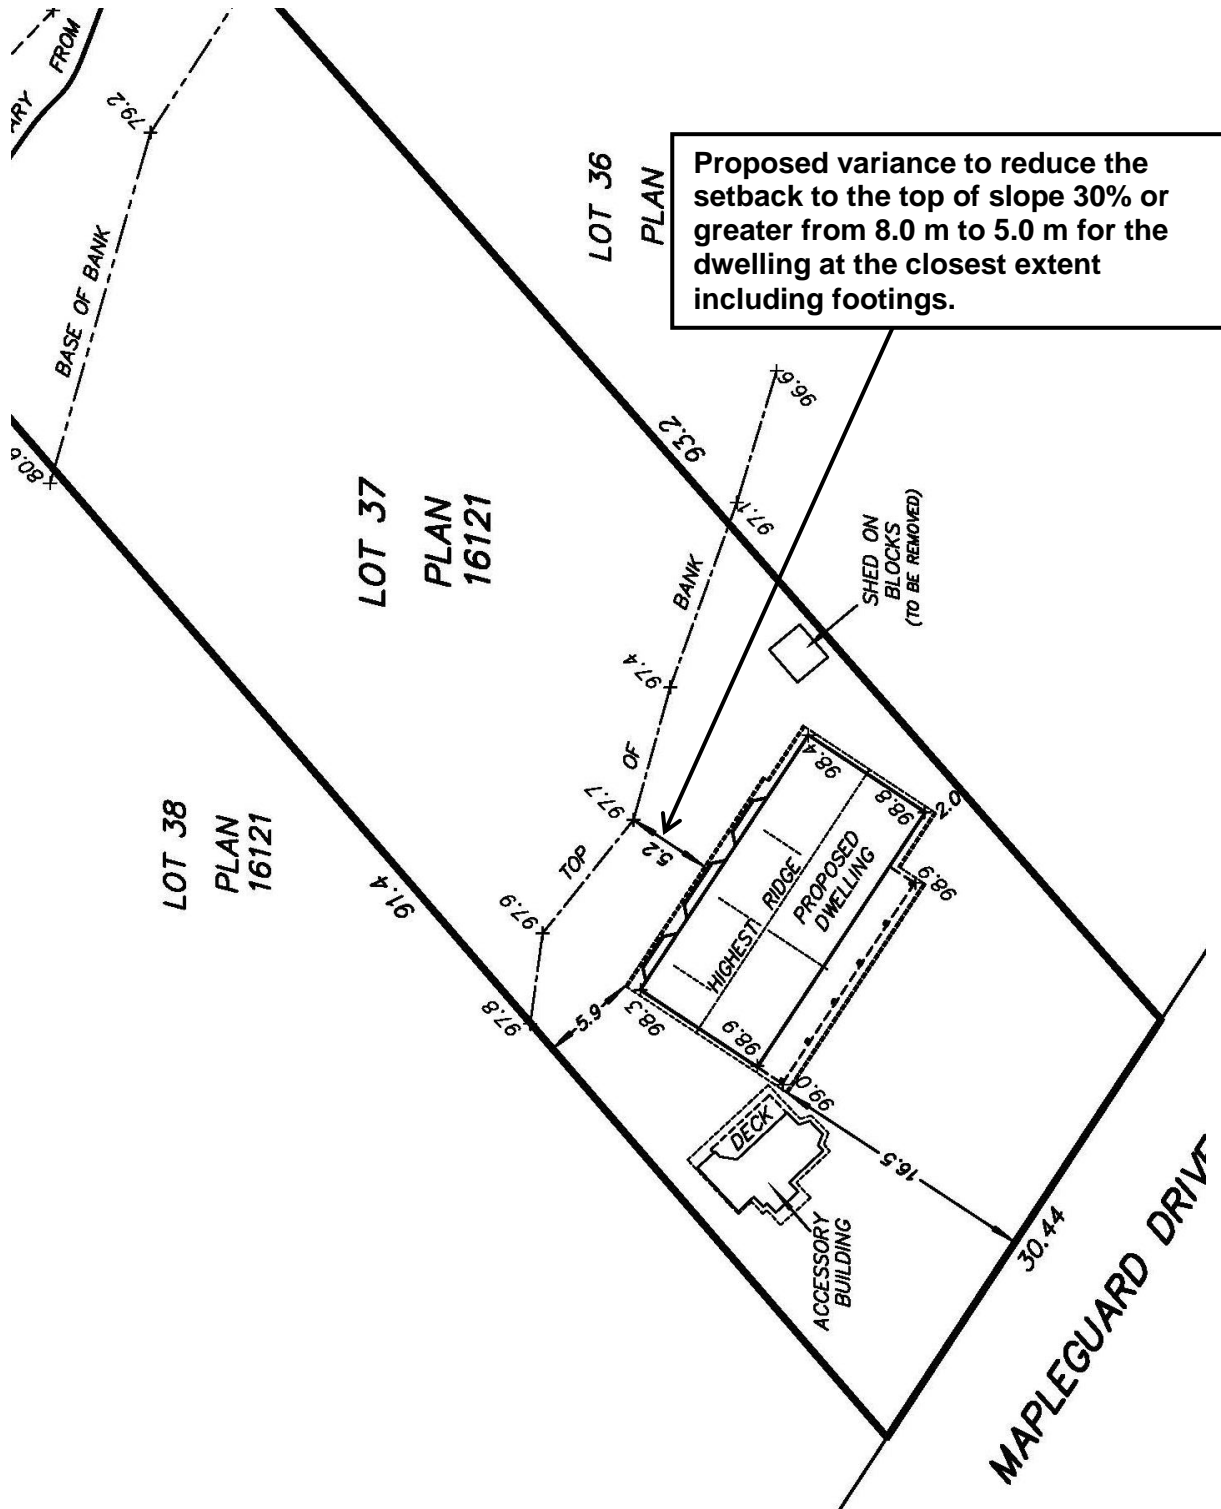 ARY FROM
79.2
BASE OF BANK
80.6
LOT 36
PLAN
Proposed variance to reduce the
setback to the top of slope 30% or
greater from 8.0 m to 5.0 m for the
dwelling at the closest extent
including footings.
96.6
93.2
97.1
LOT 37
PLAN
16121
SHED ON
BLOCKS
(TO BE REMOVED)
TOP OF BANK
97.4
97.7
97.9
97.8
LOT 38
PLAN
16121
91.4
5.2
5.9
98.4
98.8
2.0
98.9
98.3
98.9
99.0
HIGHEST RIDGE
PROPOSED
DWELLING
DECK
ACCESSORY
BUILDING
16.5
30.44
MAPLEGUARD DRIVE